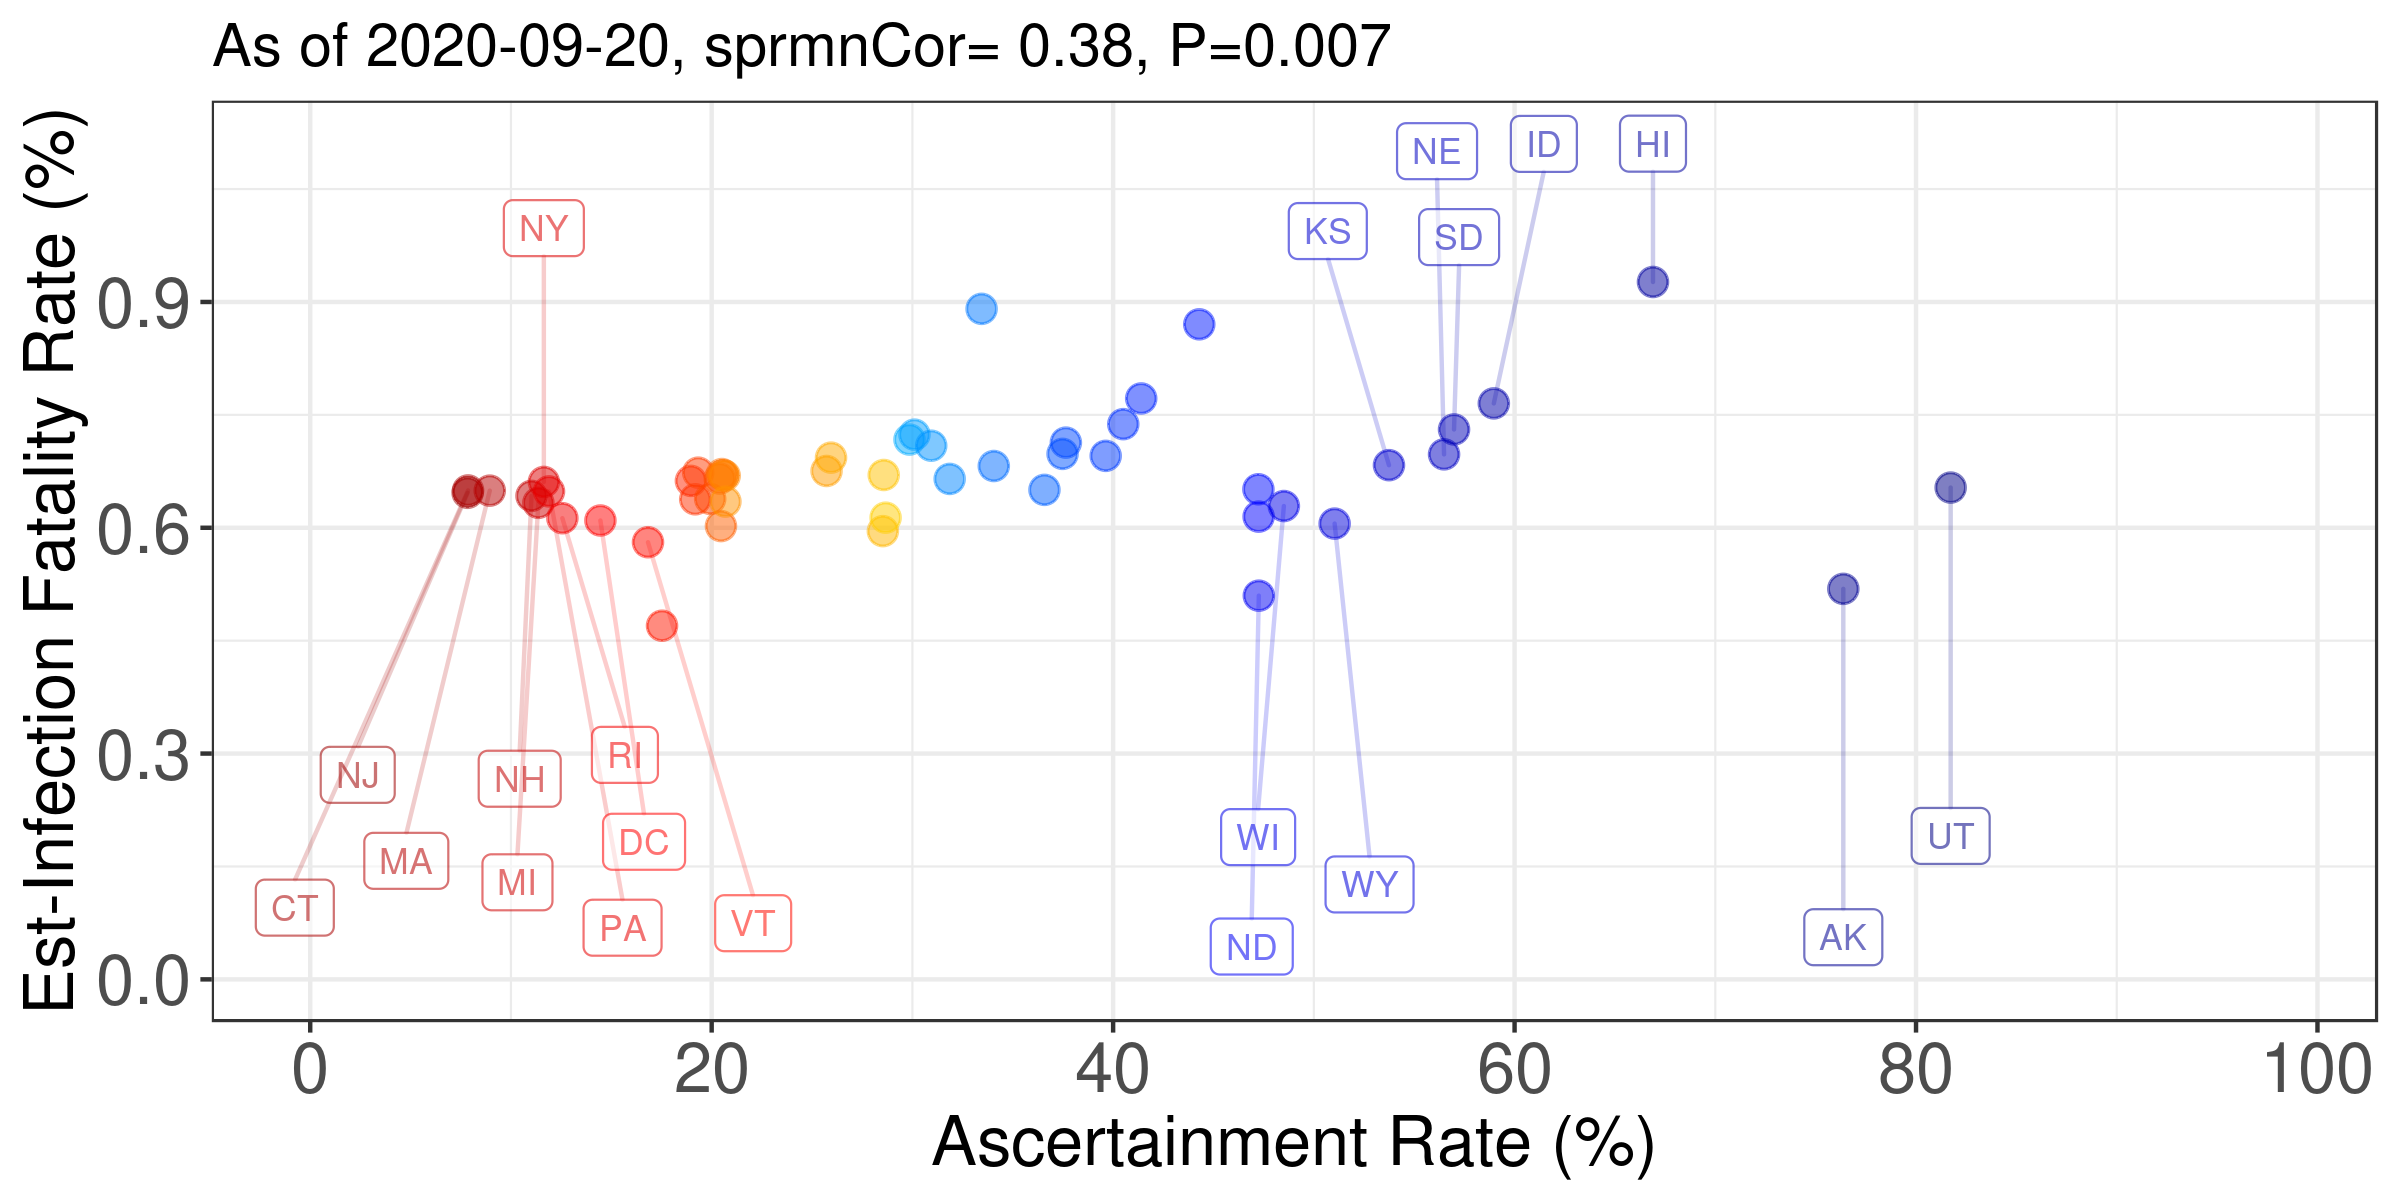 As of 2020-09-20, sprmnCor= 0.38, P=0.007
Est-Infection Fatality Rate (%)
0.9
0.6
0.3
0.0
NE
ID
HI
NY
KS
SD
NJ
NH
RI
MA
DC
WI
UT
CT
MI
PA
VT
WY
ND
AK
0 20 40 60 80 100
Ascertainment Rate (%)